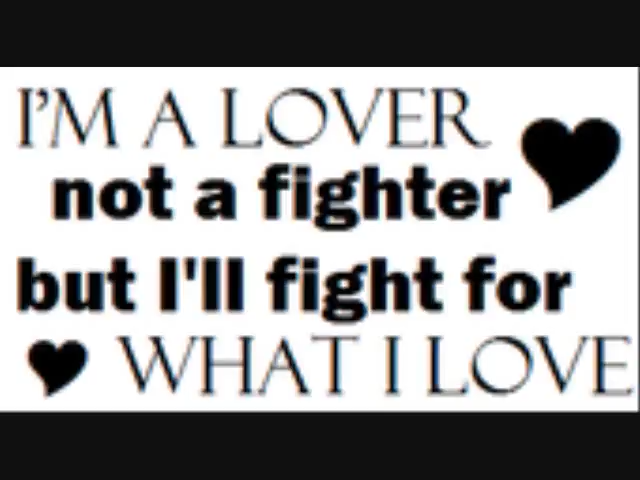 I'M A LOVER
not a fighter
but I'll fight for
WHAT I LOVE